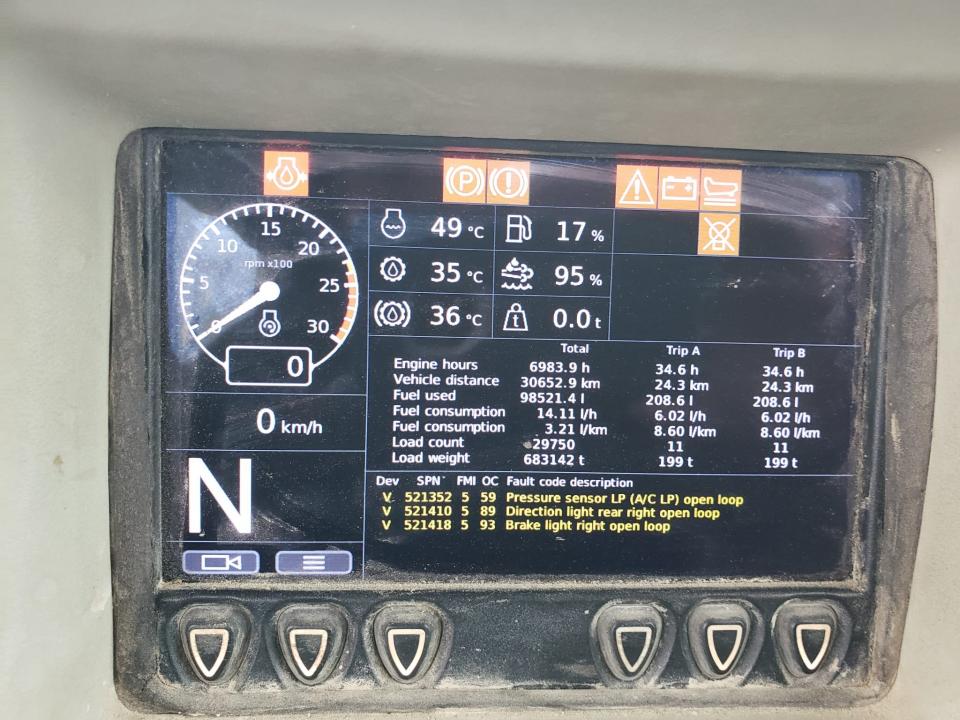 P
15
10
20
rpm x100
5
25
0
30
0
0 km/h
N
49 °C
17 %
35 °C
95 %
36 °C
t
0.0 t
Total Trip A Trip B
Engine hours 6983.9 h 34.6 h 34.6 h
Vehicle distance 30652.9 km 24.3 km 24.3 km
Fuel used 98521.4 l 208.6 l 208.6 l
Fuel consumption 14.11 l/h 6.02 l/h 6.02 l/h
Fuel consumption 3.21 l/km 8.60 l/km 8.60 l/km
Load count 29750 11 11
Load weight 683142 t 199 t 199 t
Dev SPN FMI OC Fault code description
V 521352 5 59 Pressure sensor LP (A/C LP) open loop
V 521410 5 89 Direction light rear right open loop
V 521418 5 93 Brake light right open loop